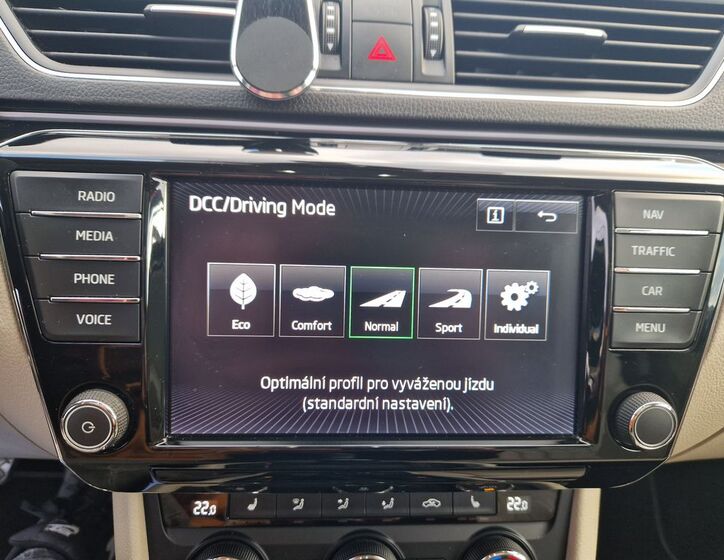 RADIO
MEDIA
PHONE
VOICE
DCC/Driving Mode
i
Eco
Comfort
Normal
Sport
Individual
Optimální profil pro vyváženou jízdu
(standardní nastavení).
NAV
TRAFFIC
CAR
MENU
22.0
22.0